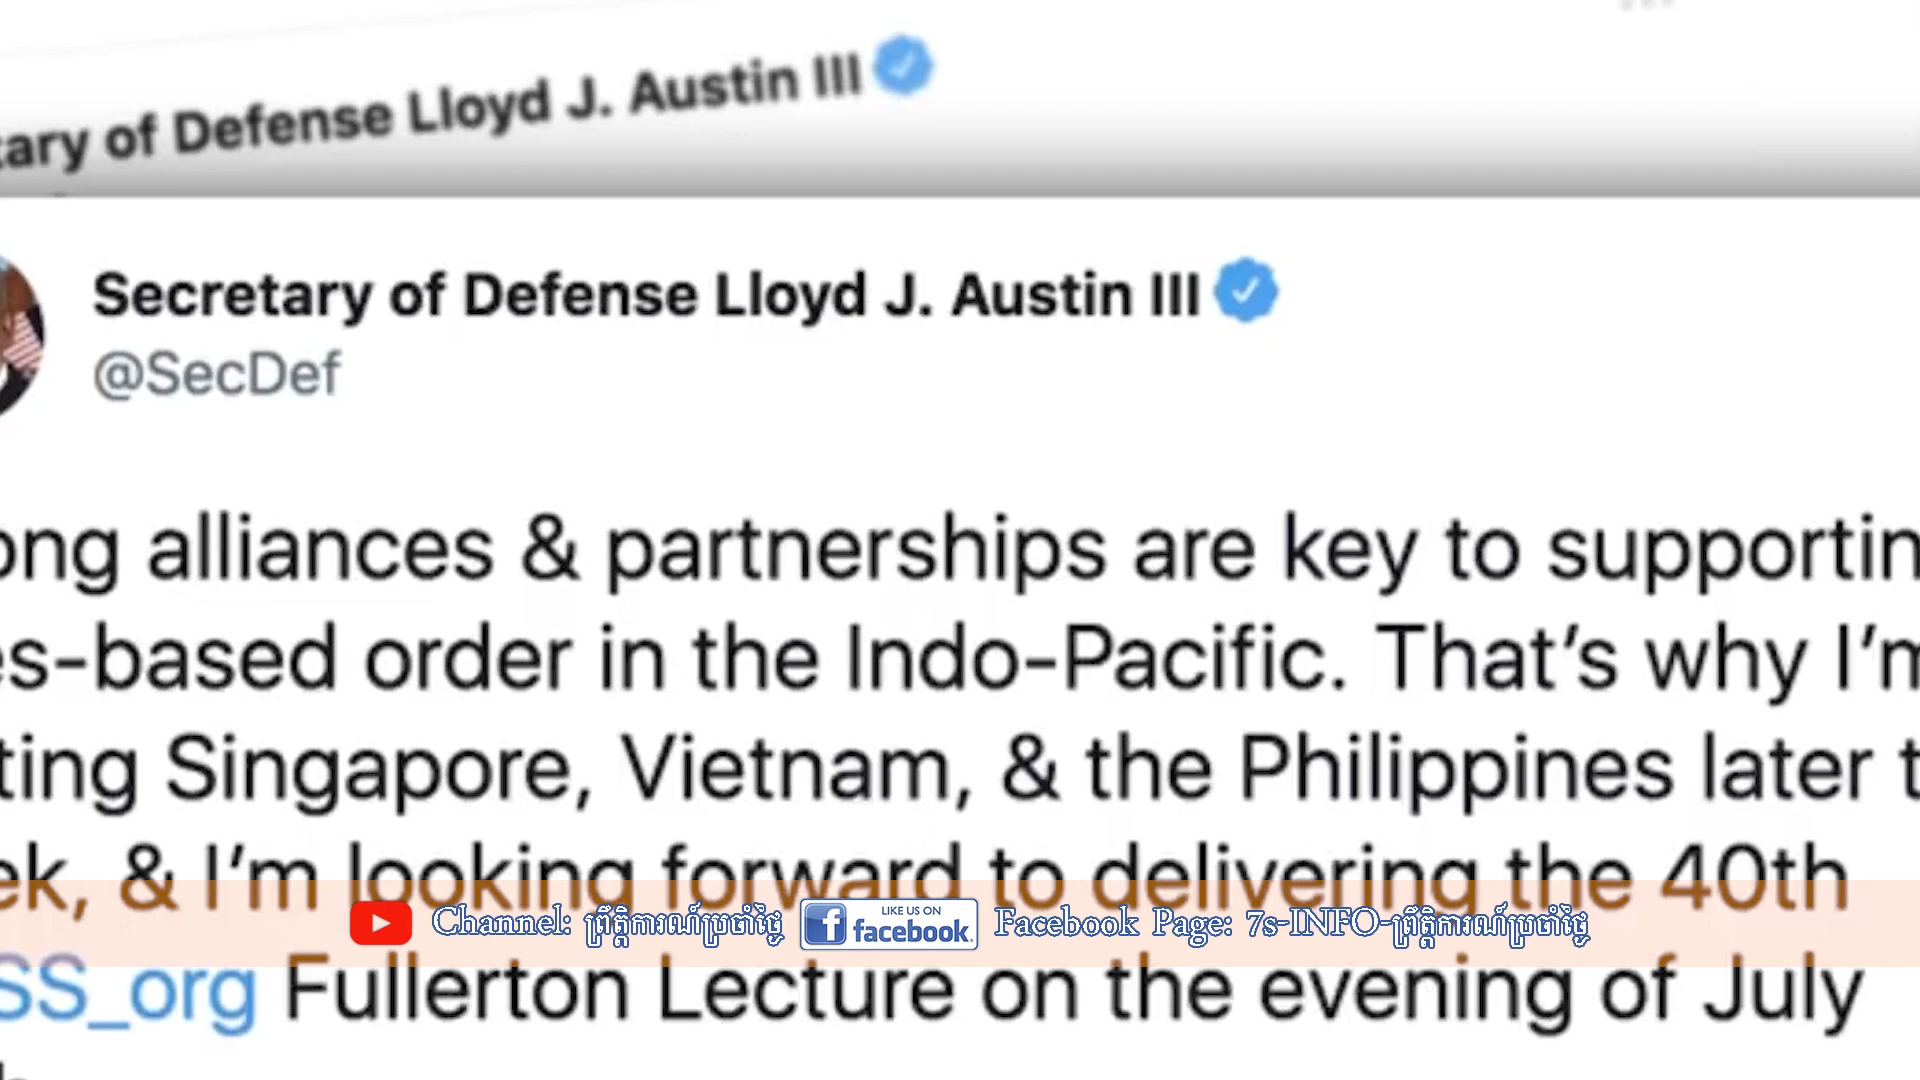 tary of Defense Lloyd J. Austin III
Secretary of Defense Lloyd J. Austin III
@SecDef
ong alliances & partnerships are key to supportin
es-based order in the Indo-Pacific. That’s why I’m
ting Singapore, Vietnam, & the Philippines later t
ek, & I’m looking forward to delivering the 40th
Channel: ព្រឹត្តិការណ៍ប្រចាំថ្ងៃ LIKE US ON facebook. Facebook Page: 7s-INFO-ព្រឹត្តិការណ៍ប្រចាំថ្ងៃ
SS_org Fullerton Lecture on the evening of July